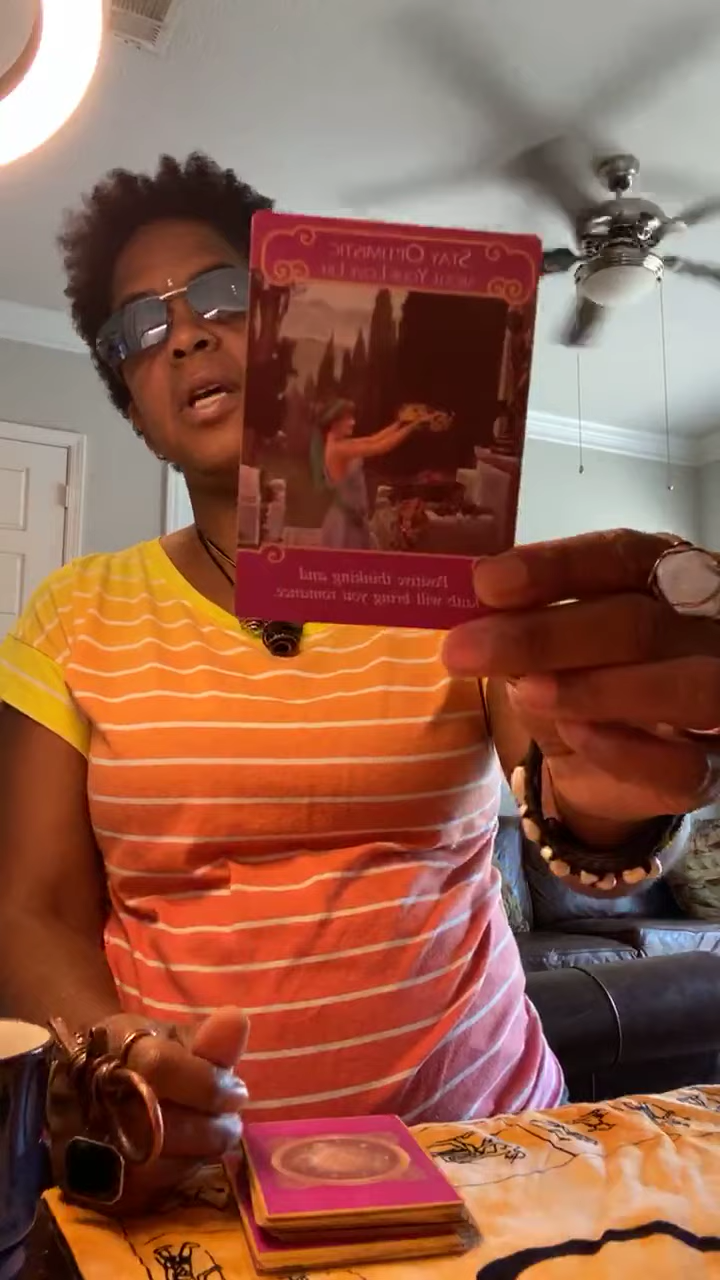 STAY OPTIMISTIC
ABOUT YOUR LOVE LIFE
Positive thinking and
faith will bring you romance.